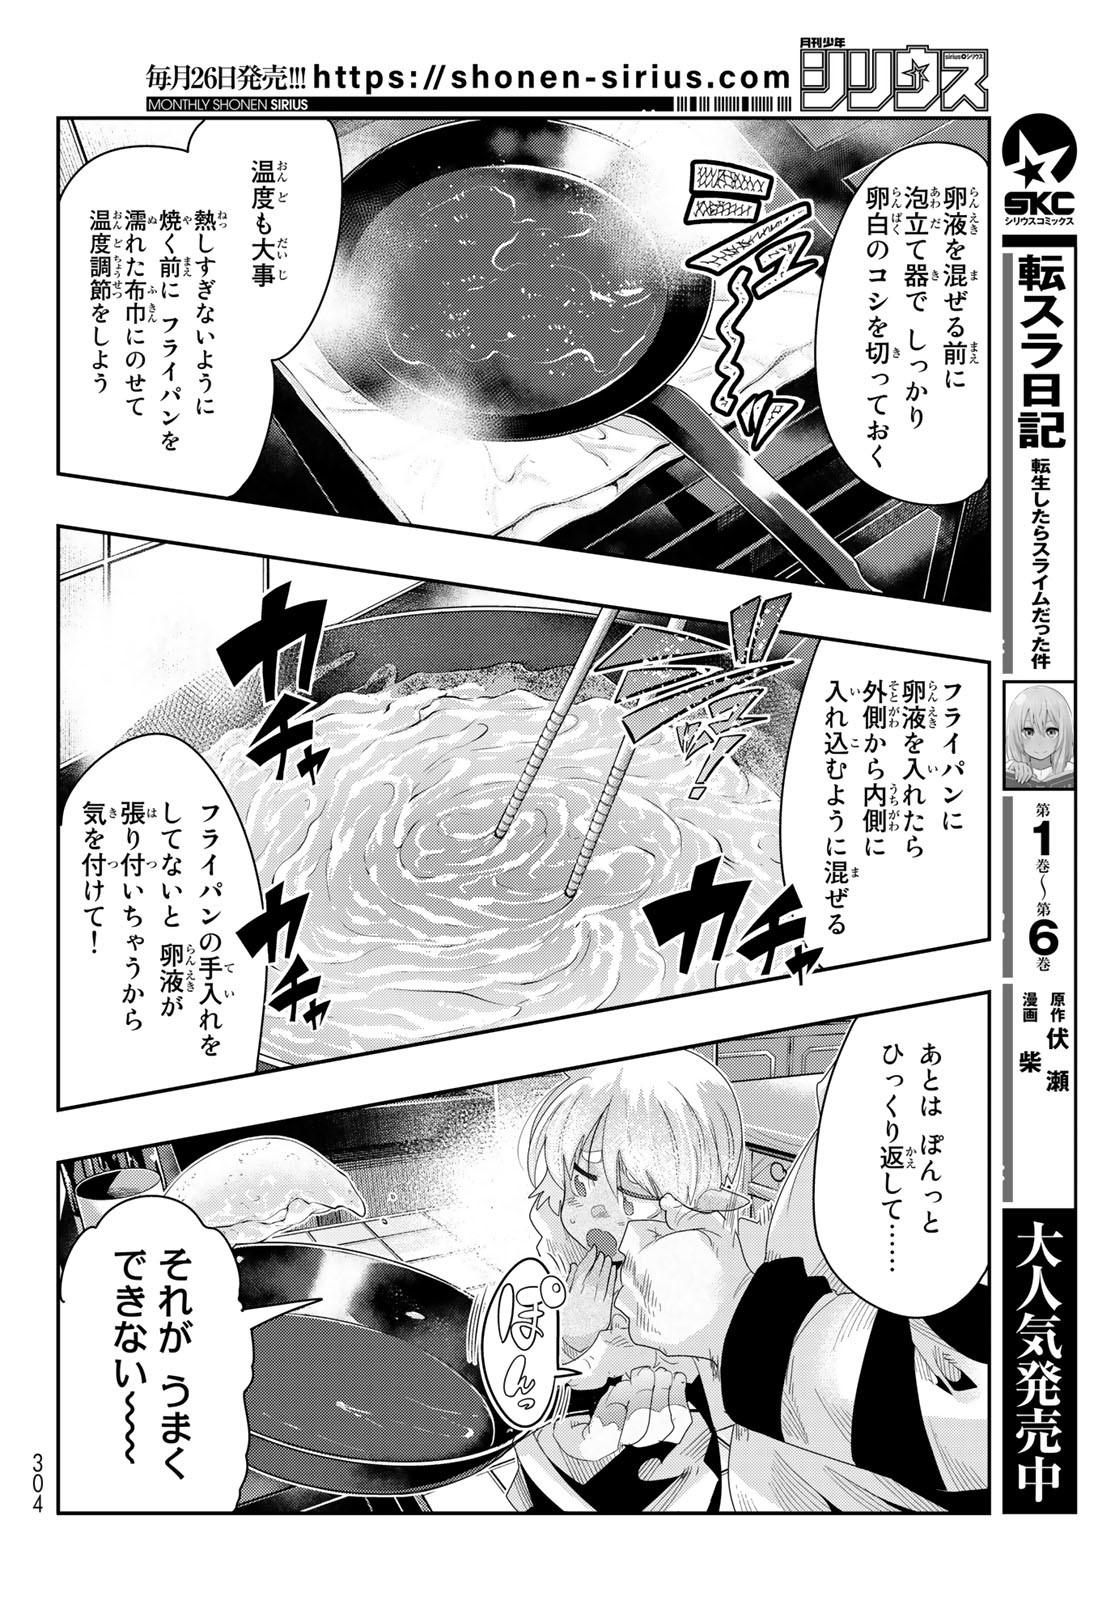 毎月26日発売!!! https://shonen-sirius.com
MONTHLY SHONEN SIRIUS
月刊少年
シリウス
sirius シリウス
卵液を混ぜる前に
泡立て器で しっかり
卵白のコシを切っておく
温度も大事
熱しすぎないように
焼く前に フライパンを
濡れた布巾にのせて
温度調節をしよう
フライパンに
卵液を入れたら
外側から内側に
入れ込むように混ぜる
カチャ
カチャ
カチャ
カチャ
フライパンの手入れを
してないと 卵液が
張り付いちゃうから
気を付けて!
あとは ぽんっと
ひっくり返して……
ぽんっ
それが うまく
できない〜〜〜
304
SKC
シリウスコミックス
転スラ日記
転生したらスライムだった件
第1巻〜第6巻
原作 伏瀬
漫画 柴
大人気発売中